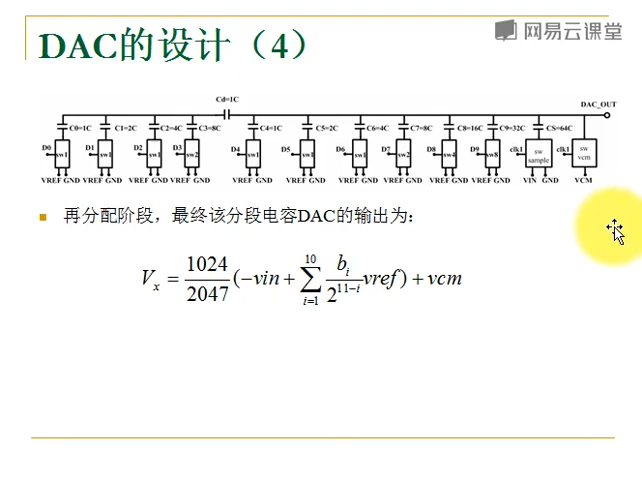 网易云课堂
DAC的设计（4）
Cd=1C
DAC_OUT
C0=1C C1=2C C2=4C C3=8C C4=1C C5=2C C6=4C C7=8C C8=16C C9=32C CS=64C
D0 D1 D2 D3 D4 D5 D6 D7 D8 D9 clk1 clk1
sw1 sw1 sw1 sw2 sw1 sw1 sw1 sw2 sw4 sw8 sw sample sw vcm
VREF GND VREF GND VREF GND VREF GND VREF GND VREF GND VREF GND VREF GND VREF GND VREF GND VIN GND VCM
再分配阶段，最终该分段电容DAC的输出为：
V_x = \frac{1024}{2047}(-vin + \sum_{i=1}^{10} \frac{b_i}{2^{11-i}} vref) + vcm